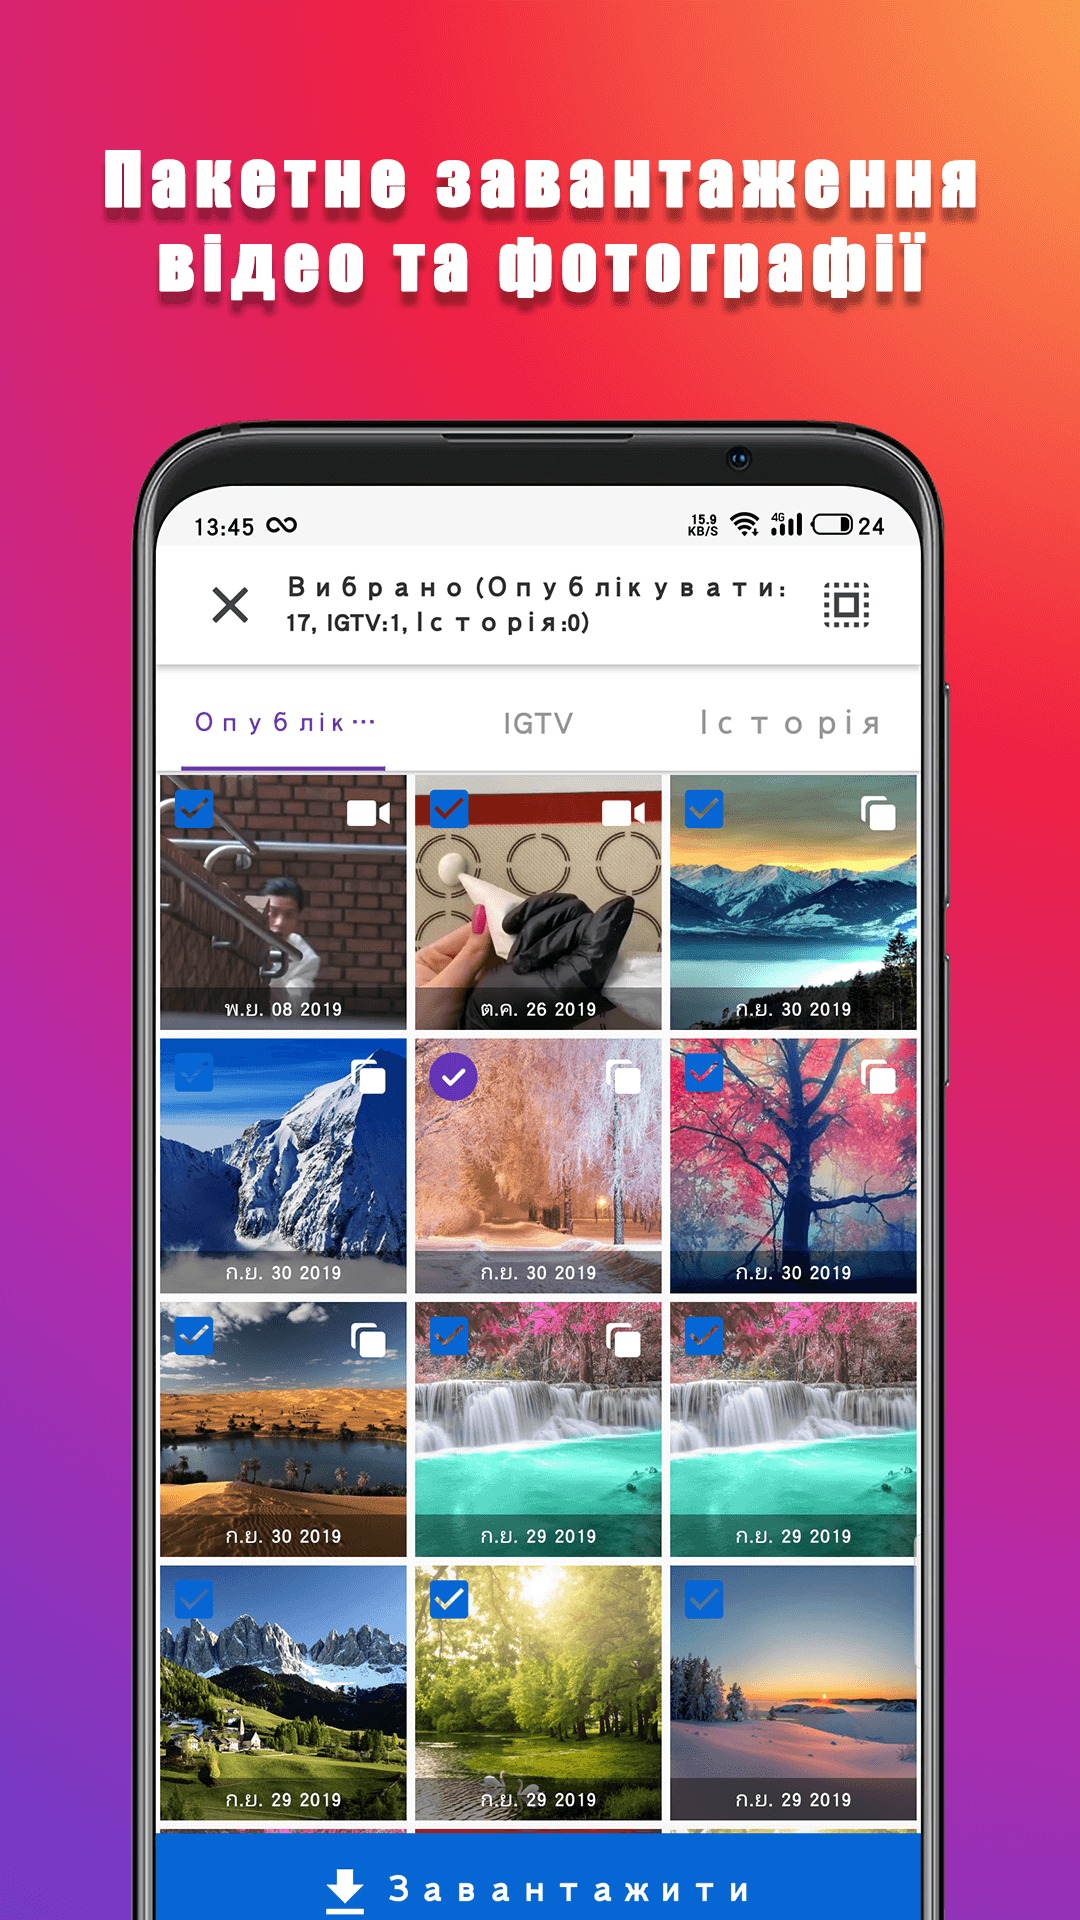 Пакетне завантаження
відео та фотографії
13:45 15.9 KB/S 4G 24
Вибрано (Опублікувати:
17, IGTV:1, Історія:0)
Опублік… IGTV Історія
พ.ย. 08 2019 ต.ค. 26 2019 ก.ย. 30 2019
ก.ย. 30 2019 ก.ย. 30 2019 ก.ย. 30 2019
ก.ย. 30 2019 ก.ย. 29 2019 ก.ย. 29 2019
ก.ย. 29 2019 ก.ย. 29 2019 ก.ย. 29 2019
Завантажити